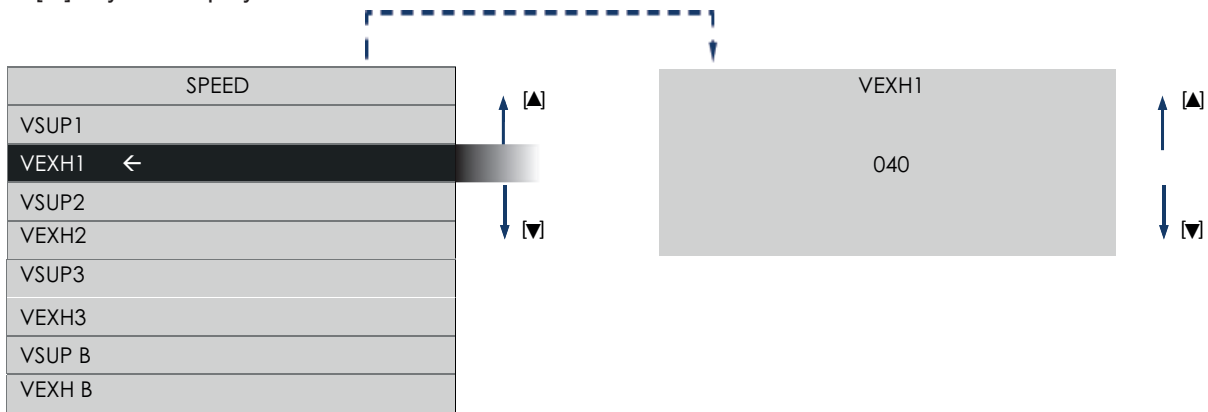 SPEED
VSUP1
VEXH1 ←
VSUP2
VEXH2
VSUP3
VEXH3
VSUP B
VEXH B
[▲]
[▼]
VEXH1
040
[▲]
[▼]